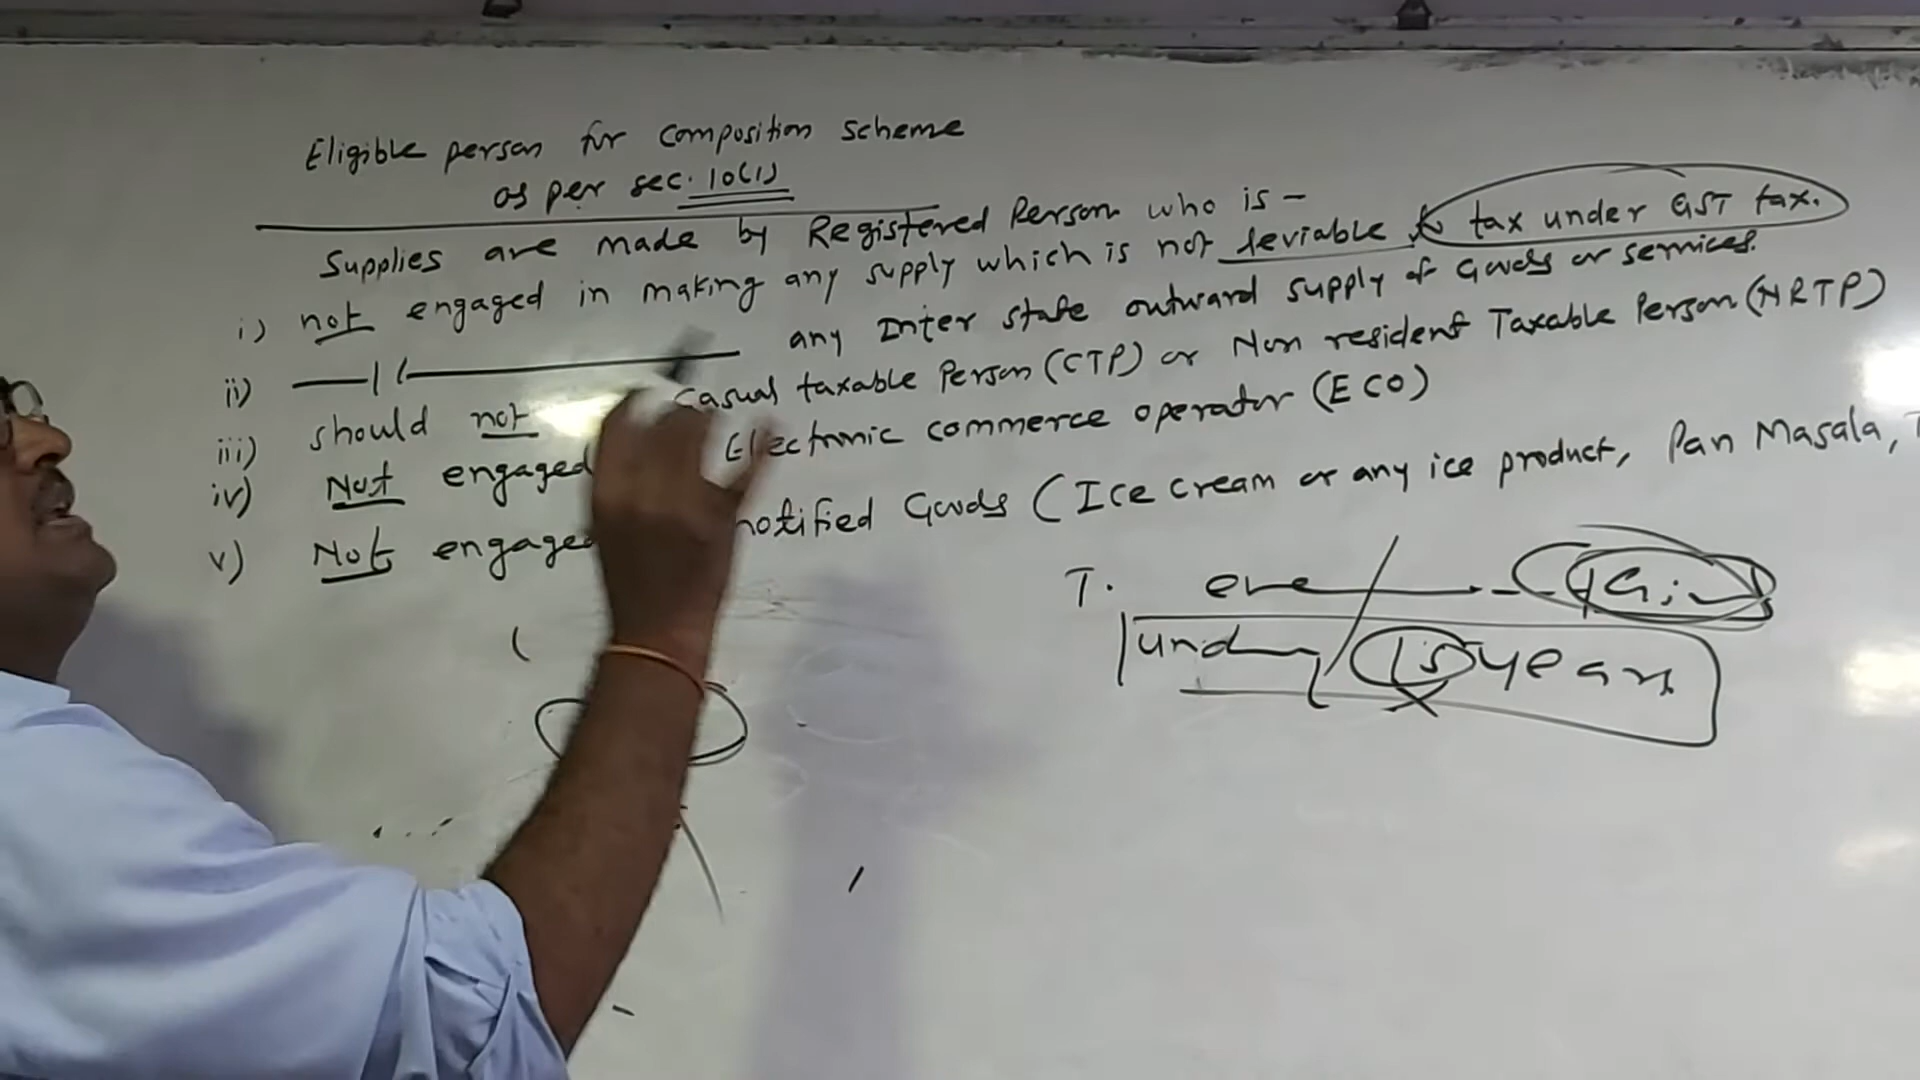 Eligible person for composition scheme
as per sec. 10(1)
Supplies are made by Registered Person who is -
i) not engaged in making any supply which is not leviable to tax under GST tax.
ii) —11— any Inter state outward supply of Goods or services.
iii) should not Casual taxable Person (CTP) or Non resident Taxable Person (NRTP)
iv) Not engaged Electronic commerce operator (ECO)
v) Not engaged notified Goods (Ice cream or any ice product, Pan Masala, T
T.
15 years